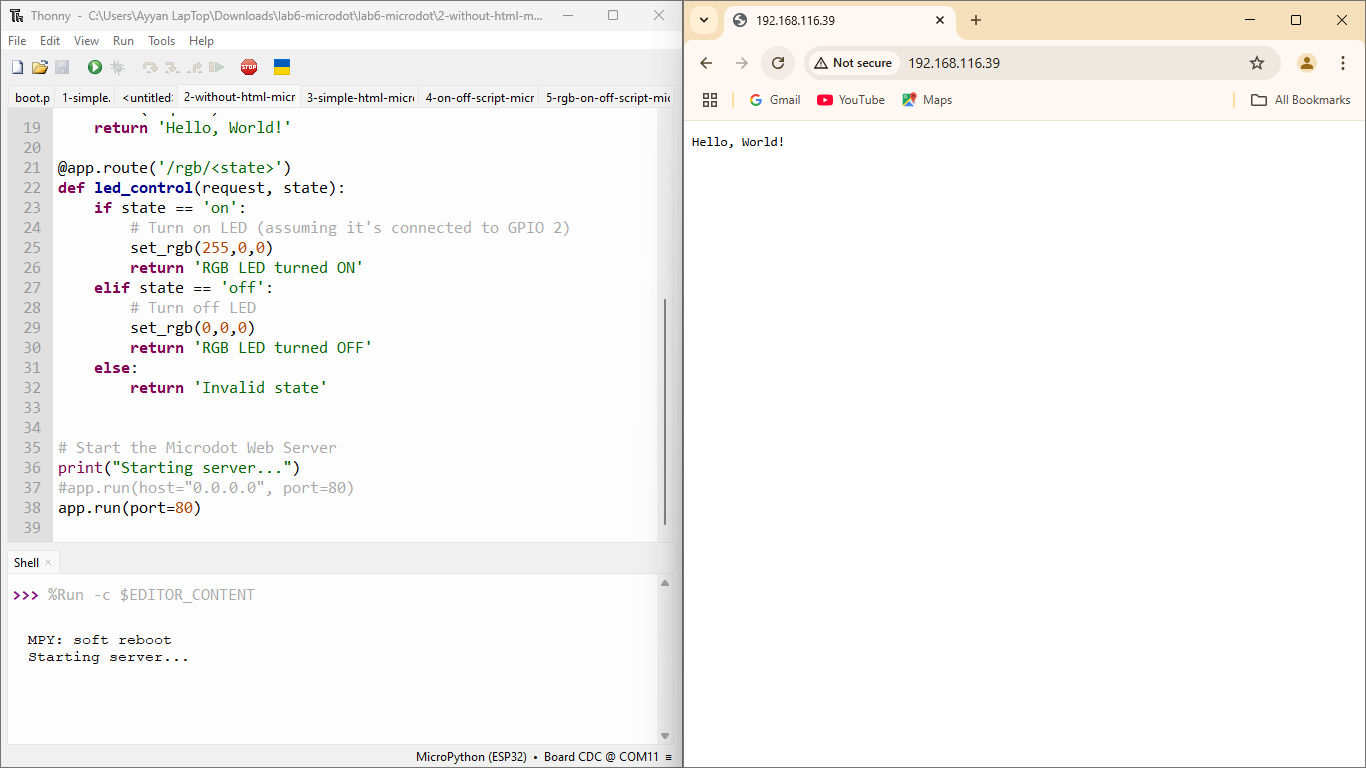 Thonny - C:\Users\Ayyan LapTop\Downloads\lab6-microdot\lab6-microdot\2-without-html-m...
File Edit View Run Tools Help
STOP
boot.p 1-simple. <untitled> 2-without-html-micr 3-simple-html-micro 4-on-off-script-micr 5-rgb-on-off-script-mic
19 return 'Hello, World!'
20
21 @app.route('/rgb/<state>')
22 def led_control(request, state):
23 if state == 'on':
24 # Turn on LED (assuming it's connected to GPIO 2)
25 set_rgb(255,0,0)
26 return 'RGB LED turned ON'
27 elif state == 'off':
28 # Turn off LED
29 set_rgb(0,0,0)
30 return 'RGB LED turned OFF'
31 else:
32 return 'Invalid state'
33
34
35 # Start the Microdot Web Server
36 print("Starting server...")
37 #app.run(host="0.0.0.0", port=80)
38 app.run(port=80)
39
Shell
>>> %Run -c $EDITOR_CONTENT
MPY: soft reboot
Starting server...
MicroPython (ESP32) • Board CDC @ COM11 ≡
192.168.116.39
Not secure 192.168.116.39
Gmail YouTube Maps All Bookmarks
Hello, World!